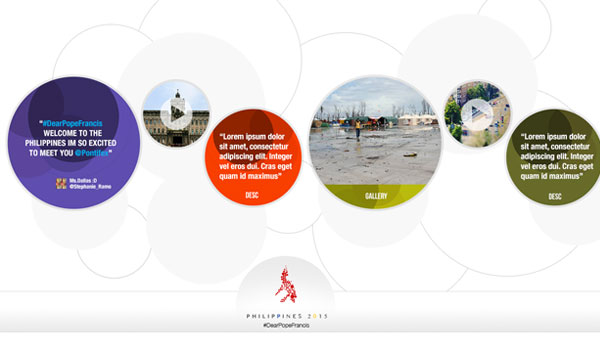 "#DearPopeFrancis
WELCOME TO THE
PHILIPPINES IM SO EXCITED
TO MEET YOU @Pontifex"
Ms.Dollas :D
@Stephanie_Ramo
"Lorem ipsum dolor
sit amet, consectetur
adipiscing elit. Integer
vel eros dui. Cras eget
quam id maximus"
DESC
GALLERY
"Lorem ipsum dolor
sit amet, consectetur
adipiscing elit. Integer
vel eros dui. Cras eget
quam id maximus"
DESC
PHILIPPINES 2015
#DearPopeFrancis